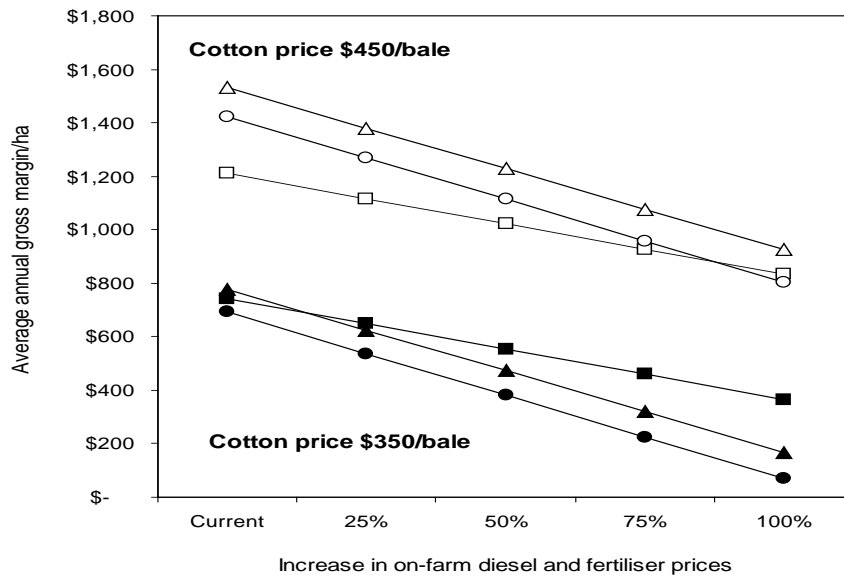 $1,800
Cotton price $450/bale
$1,600
$1,400
$1,200
$1,000
$800
$600
$400
Cotton price $350/bale
$200
$-
Average annual gross margin/ha
Current 25% 50% 75% 100%
Increase in on-farm diesel and fertiliser prices